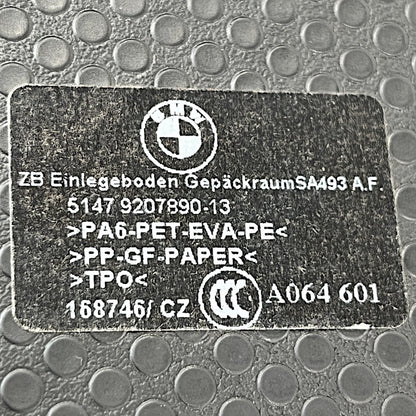 BMW
ZB Einlegeboden GepäckraumSA493 A.F.
5147 9207890-13
>PA6-PET-EVA-PE<
>PP-GF-PAPER<
>TPO<
168746/ CZ CCC A064 601